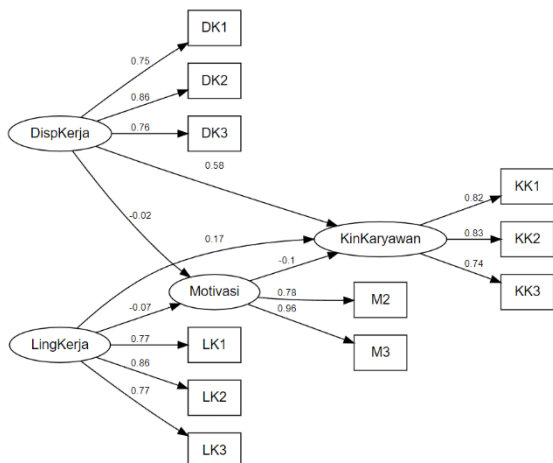 DK1
0.75
DK2
0.86
DispKerja
0.76
DK3
0.58
KK1
0.82
-0.02
0.17
KinKaryawan
0.83
KK2
-0.1
0.74
KK3
Motivasi
0.78
M2
-0.07
0.96
LingKerja
0.77
LK1
M3
0.86
LK2
0.77
LK3